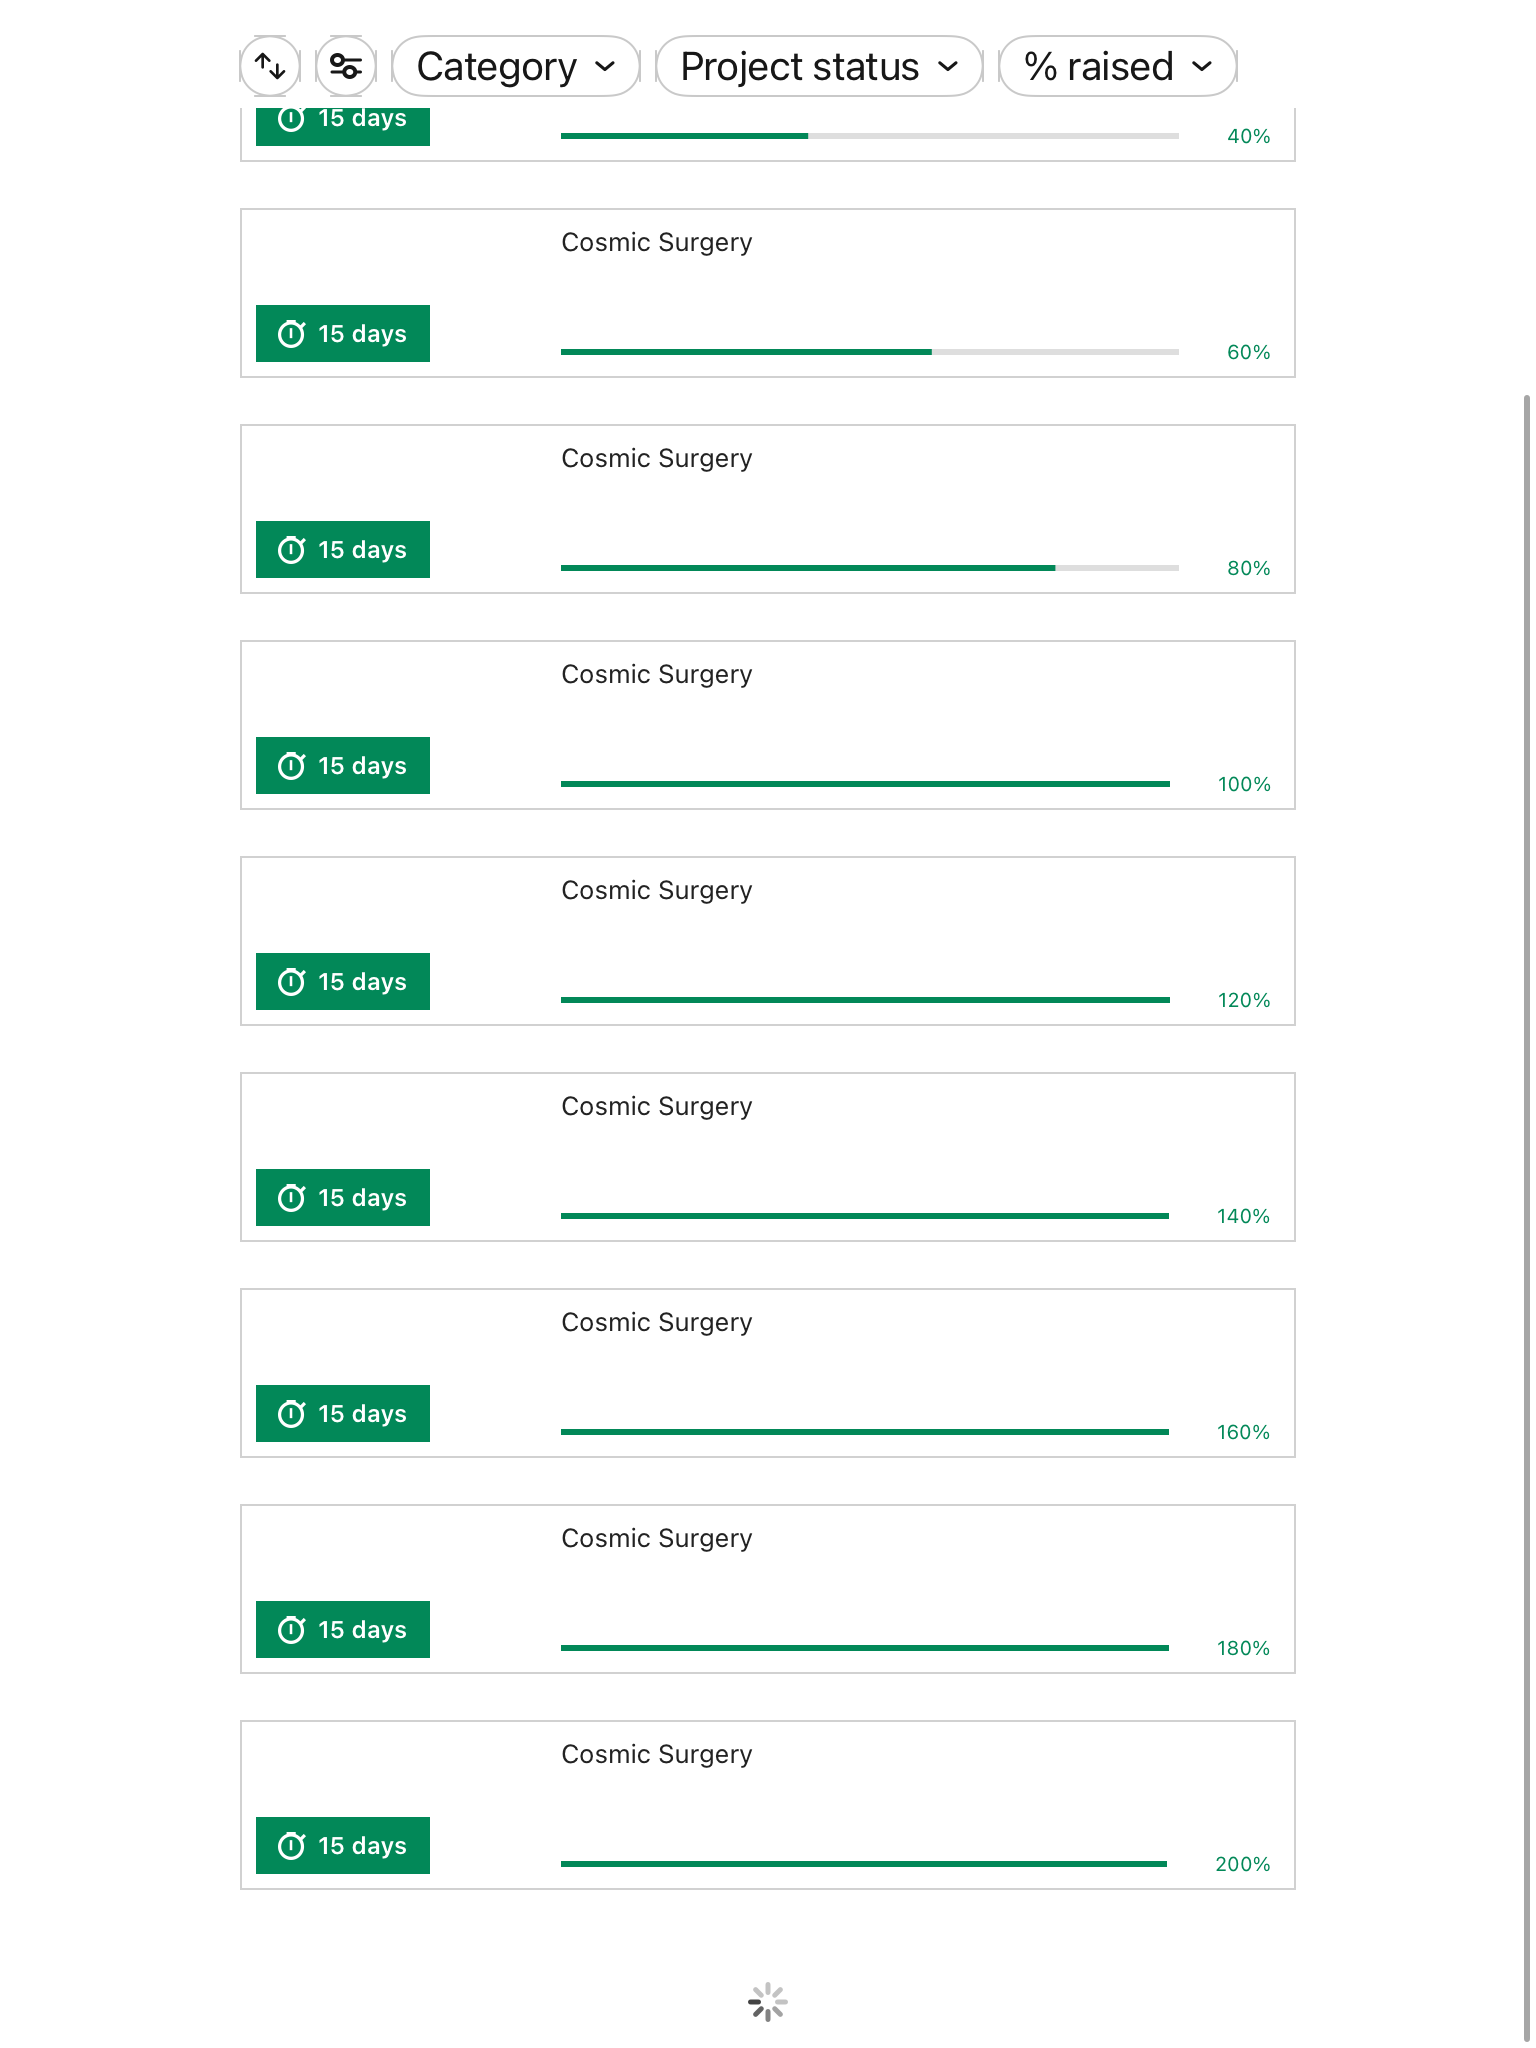 Category
Project status
% raised
15 days
40%
Cosmic Surgery
15 days
60%
Cosmic Surgery
15 days
80%
Cosmic Surgery
15 days
100%
Cosmic Surgery
15 days
120%
Cosmic Surgery
15 days
140%
Cosmic Surgery
15 days
160%
Cosmic Surgery
15 days
180%
Cosmic Surgery
15 days
200%